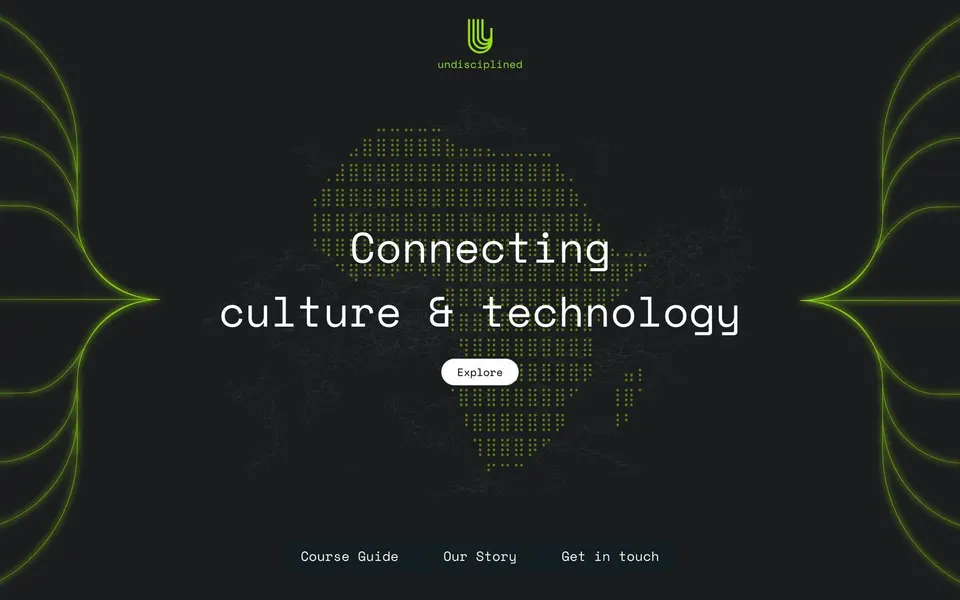 undisciplined
Connecting
culture & technology
Explore
Course Guide
Our Story
Get in touch